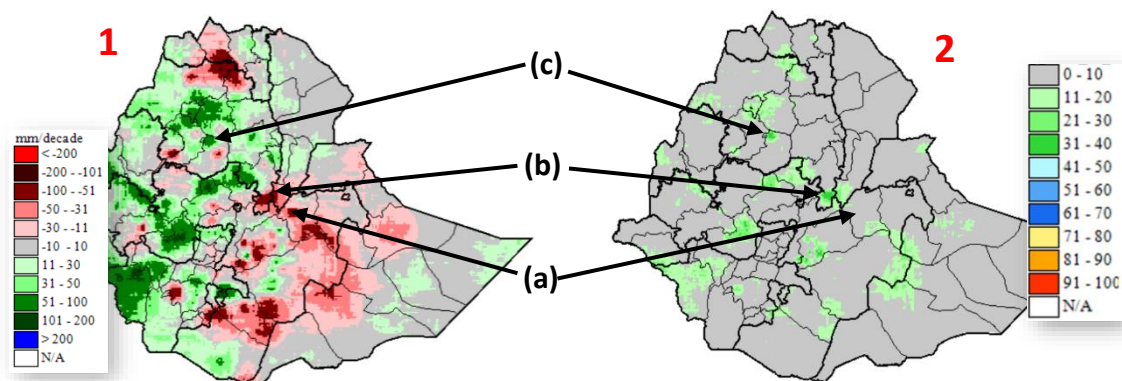 1
2
(c)
(b)
(a)
mm/decade
< -200
-200 - -101
-100 - -51
-50 - -31
-30 - -11
-10 - 10
11 - 30
31 - 50
51 - 100
101 - 200
> 200
N/A
0 - 10
11 - 20
21 - 30
31 - 40
41 - 50
51 - 60
61 - 70
71 - 80
81 - 90
91 - 100
N/A